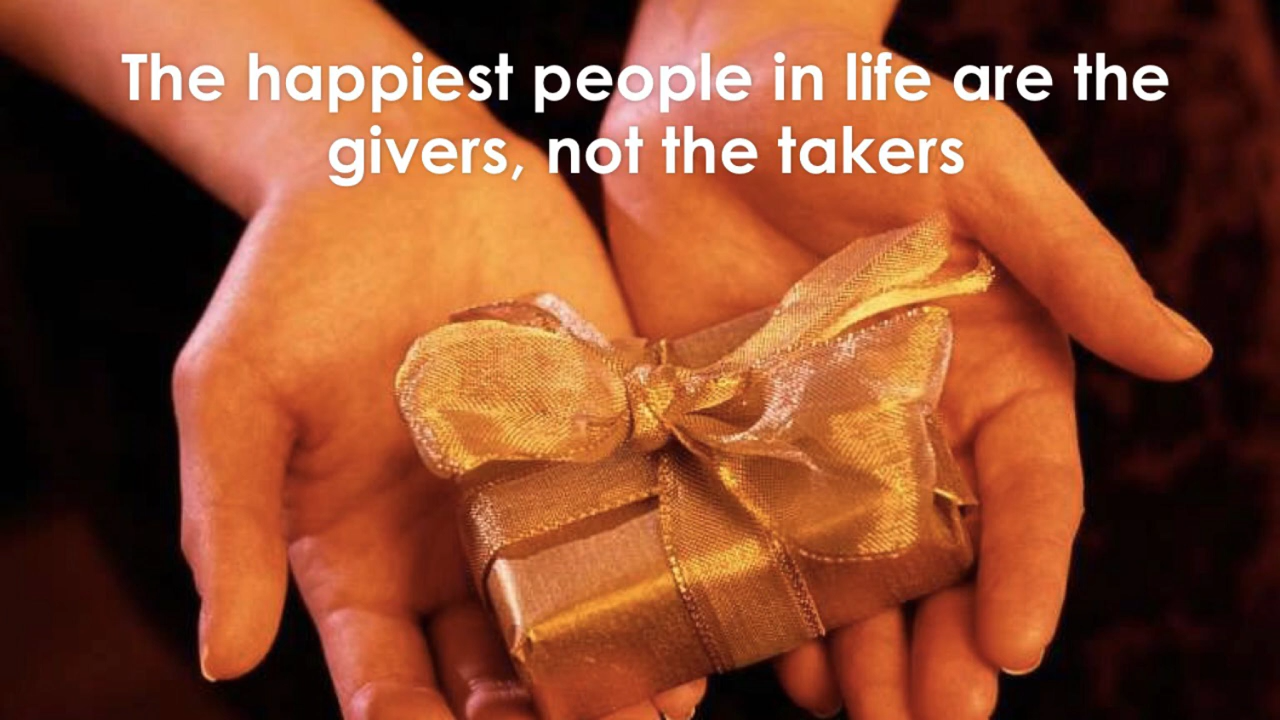 The happiest people in life are the
givers, not the takers